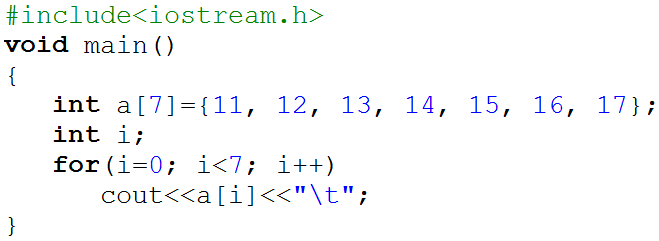 #include<iostream.h>
void main()
{
   int a[7]={11, 12, 13, 14, 15, 16, 17};
   int i;
   for(i=0; i<7; i++)
      cout<<a[i]<<"\t";
}